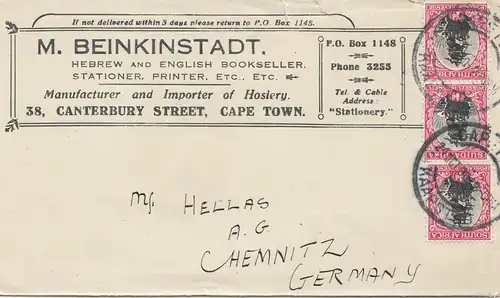 If not delivered within 3 days please return to P.O. Box 1148.
M. BEINKINSTADT.
HEBREW AND ENGLISH BOOKSELLER,
STATIONER, PRINTER, ETC., ETC.
Manufacturer and Importer of Hosiery.
38, CANTERBURY STREET, CAPE TOWN.
P.O. Box 1148
Phone 3255
Tel. & Cable
Address:
"Stationery."
SOUTH AFRICA
SUIDAFRIKA
SOUTH AFRICA
HELLAS
A.G.
CHEMNITZ
GERMANY